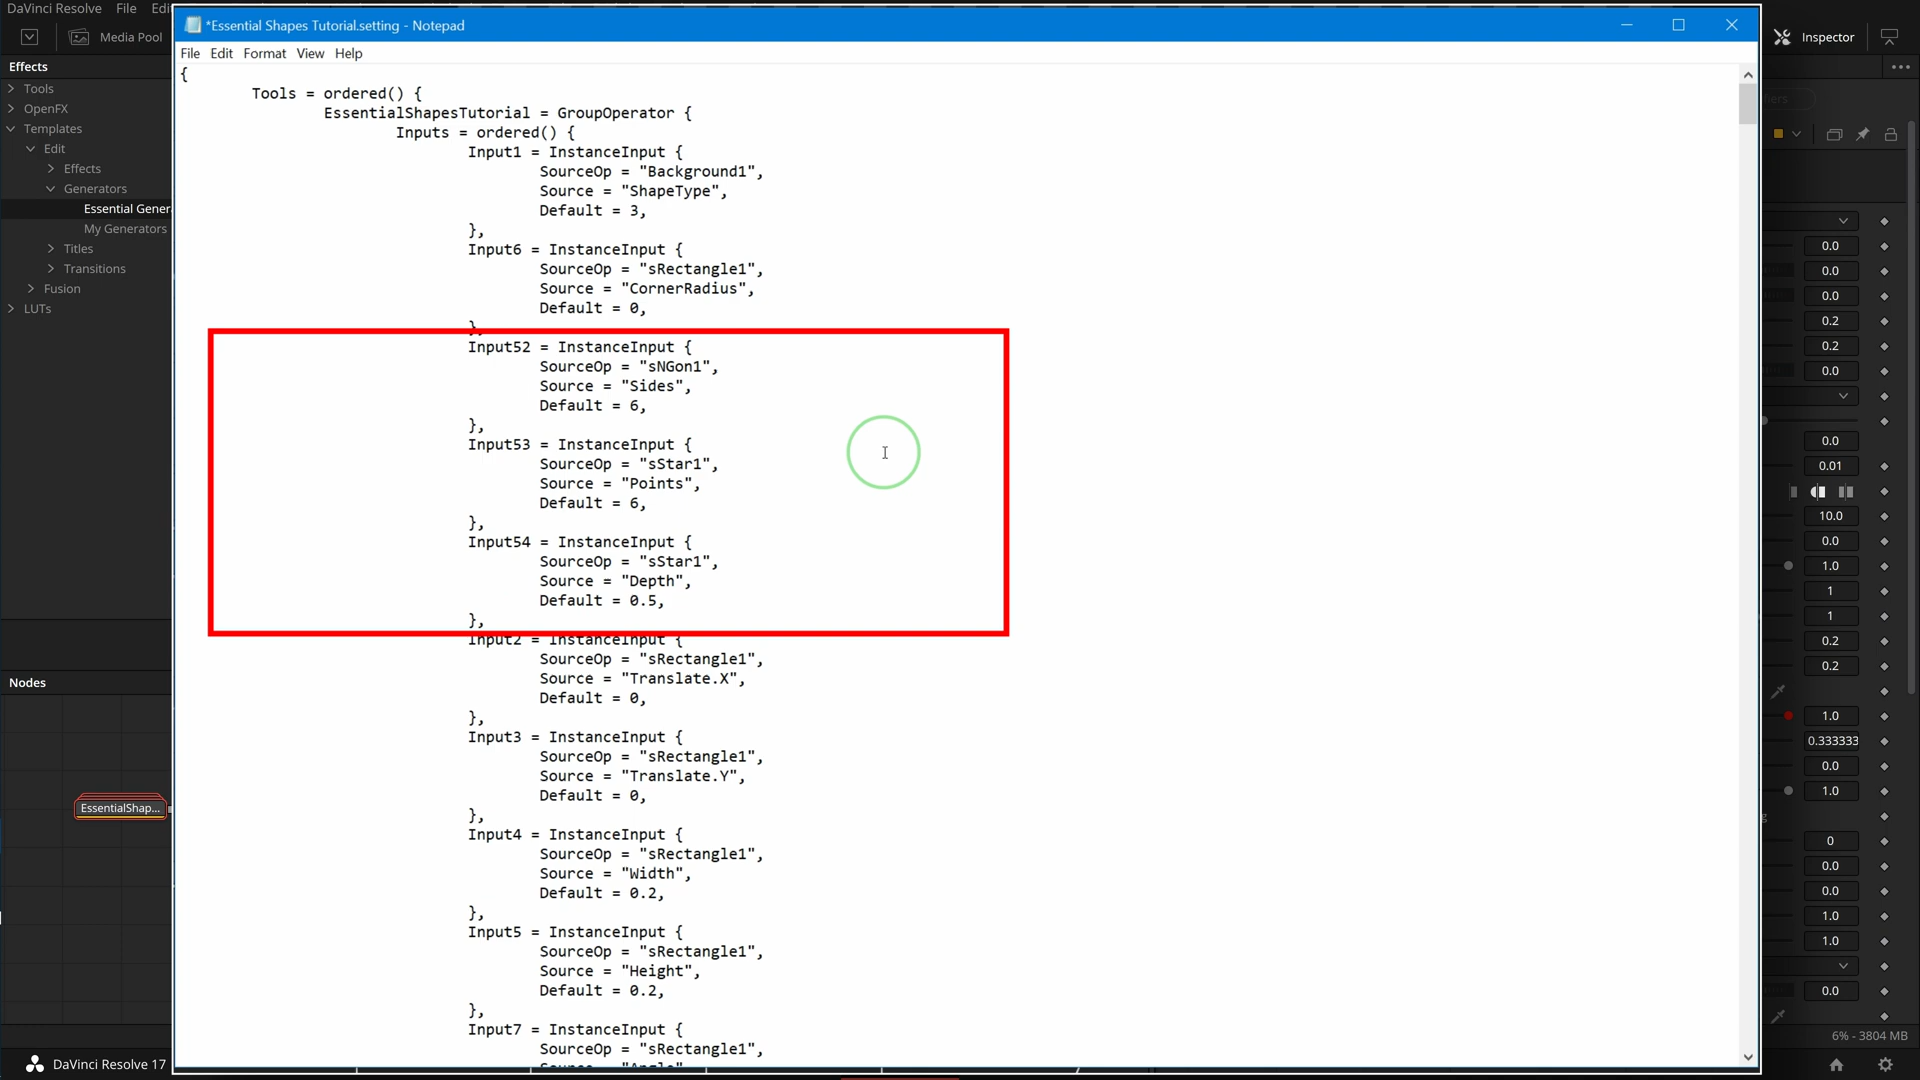 DaVinci Resolve File Edi
*Essential Shapes Tutorial.setting - Notepad
Media Pool
Inspector
File Edit Format View Help
Effects
Tools
OpenFX
Templates
Edit
Effects
Generators
Essential Gener
My Generators
Titles
Transitions
Fusion
LUTs
{
Tools = ordered() {
EssentialShapesTutorial = GroupOperator {
Inputs = ordered() {
Input1 = InstanceInput {
SourceOp = "Background1",
Source = "ShapeType",
Default = 3,
},
Input6 = InstanceInput {
SourceOp = "sRectangle1",
Source = "CornerRadius",
Default = 0,
},
Input52 = InstanceInput {
SourceOp = "sNGon1",
Source = "Sides",
Default = 6,
},
Input53 = InstanceInput {
SourceOp = "sStar1",
Source = "Points",
Default = 6,
},
Input54 = InstanceInput {
SourceOp = "sStar1",
Source = "Depth",
Default = 0.5,
},
Input2 = InstanceInput {
SourceOp = "sRectangle1",
Source = "Translate.X",
Default = 0,
},
Input3 = InstanceInput {
SourceOp = "sRectangle1",
Source = "Translate.Y",
Default = 0,
},
Input4 = InstanceInput {
SourceOp = "sRectangle1",
Source = "Width",
Default = 0.2,
},
Input5 = InstanceInput {
SourceOp = "sRectangle1",
Source = "Height",
Default = 0.2,
},
Input7 = InstanceInput {
SourceOp = "sRectangle1",
Source = "Angle"
Nodes
EssentialShap...
0.0
0.0
0.0
0.2
0.2
0.0
0.0
0.01
10.0
0.0
1.0
1
1
0.2
0.2
1.0
0.333333
0.0
1.0
0
0.0
0.0
1.0
1.0
0.0
6% - 3804 MB
DaVinci Resolve 17